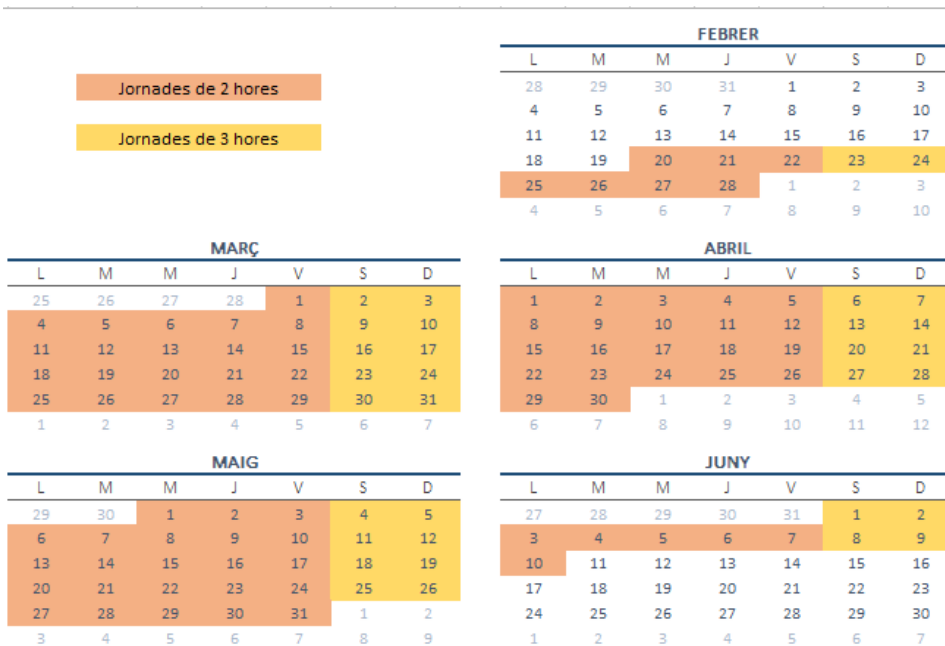 FEBRER
L M M J V S D
Jornades de 2 hores
28 29 30 31 1 2 3
4 5 6 7 8 9 10
Jornades de 3 hores
11 12 13 14 15 16 17
18 19 20 21 22 23 24
25 26 27 28 1 2 3
4 5 6 7 8 9 10
MARÇ
L M M J V S D
25 26 27 28 1 2 3
4 5 6 7 8 9 10
11 12 13 14 15 16 17
18 19 20 21 22 23 24
25 26 27 28 29 30 31
1 2 3 4 5 6 7
ABRIL
L M M J V S D
1 2 3 4 5 6 7
8 9 10 11 12 13 14
15 16 17 18 19 20 21
22 23 24 25 26 27 28
29 30 1 2 3 4 5
6 7 8 9 10 11 12
MAIG
L M M J V S D
29 30 1 2 3 4 5
6 7 8 9 10 11 12
13 14 15 16 17 18 19
20 21 22 23 24 25 26
27 28 29 30 31 1 2
3 4 5 6 7 8 9
JUNY
L M M J V S D
27 28 29 30 31 1 2
3 4 5 6 7 8 9
10 11 12 13 14 15 16
17 18 19 20 21 22 23
24 25 26 27 28 29 30
1 2 3 4 5 6 7